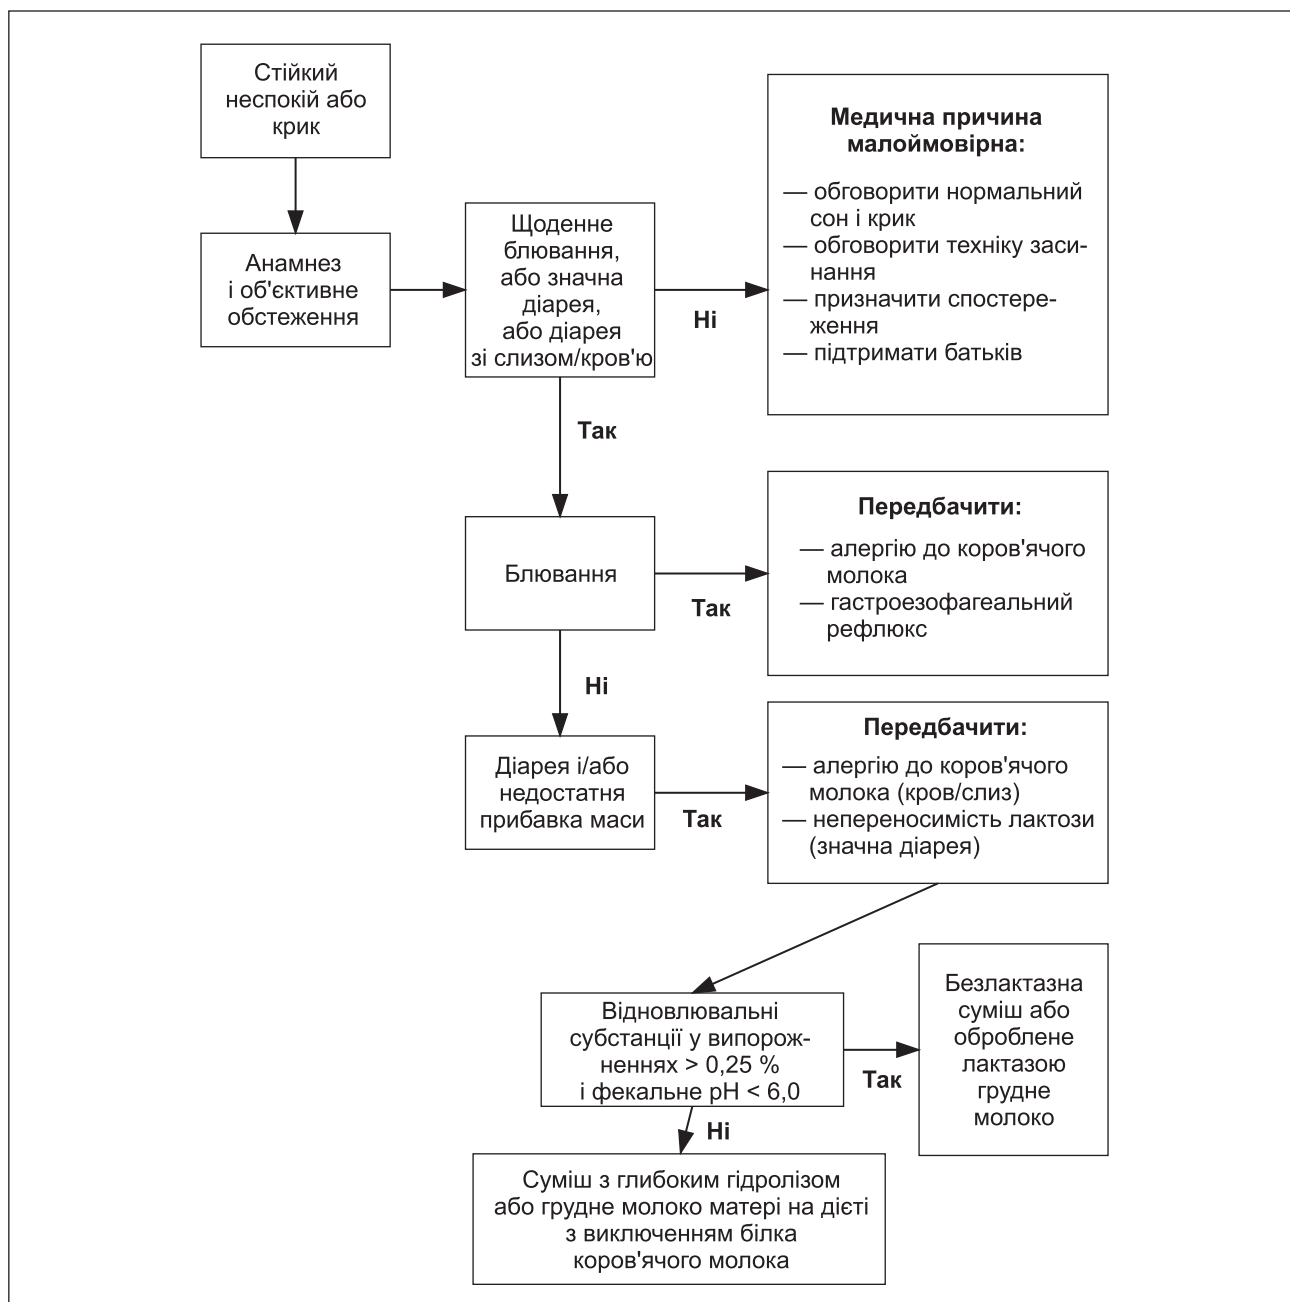 Стійкий
неспокій або
крик
Анамнез
і об'єктивне
обстеження
Щоденне
блювання,
або значна
діарея,
або діарея
зі слизом/кров'ю
Ні
Медична причина
малоймовірна:
— обговорити нормальний
сон і крик
— обговорити техніку заси-
нання
— призначити спостере-
ження
— підтримати батьків
Так
Блювання
Так
Передбачити:
— алергію до коров'ячого
молока
— гастроезофагеальний
рефлюкс
Ні
Діарея і/або
недостатня
прибавка маси
Так
Передбачити:
— алергію до коров'ячого
молока (кров/слиз)
— непереносимість лактози
(значна діарея)
Відновлювальні
субстанції у випорож-
неннях > 0,25 %
і фекальне pH < 6,0
Так
Безлактазна
суміш або
оброблене
лактазою
грудне
молоко
Ні
Суміш з глибоким гідролізом
або грудне молоко матері на дієті
з виключенням білка
коров'ячого молока